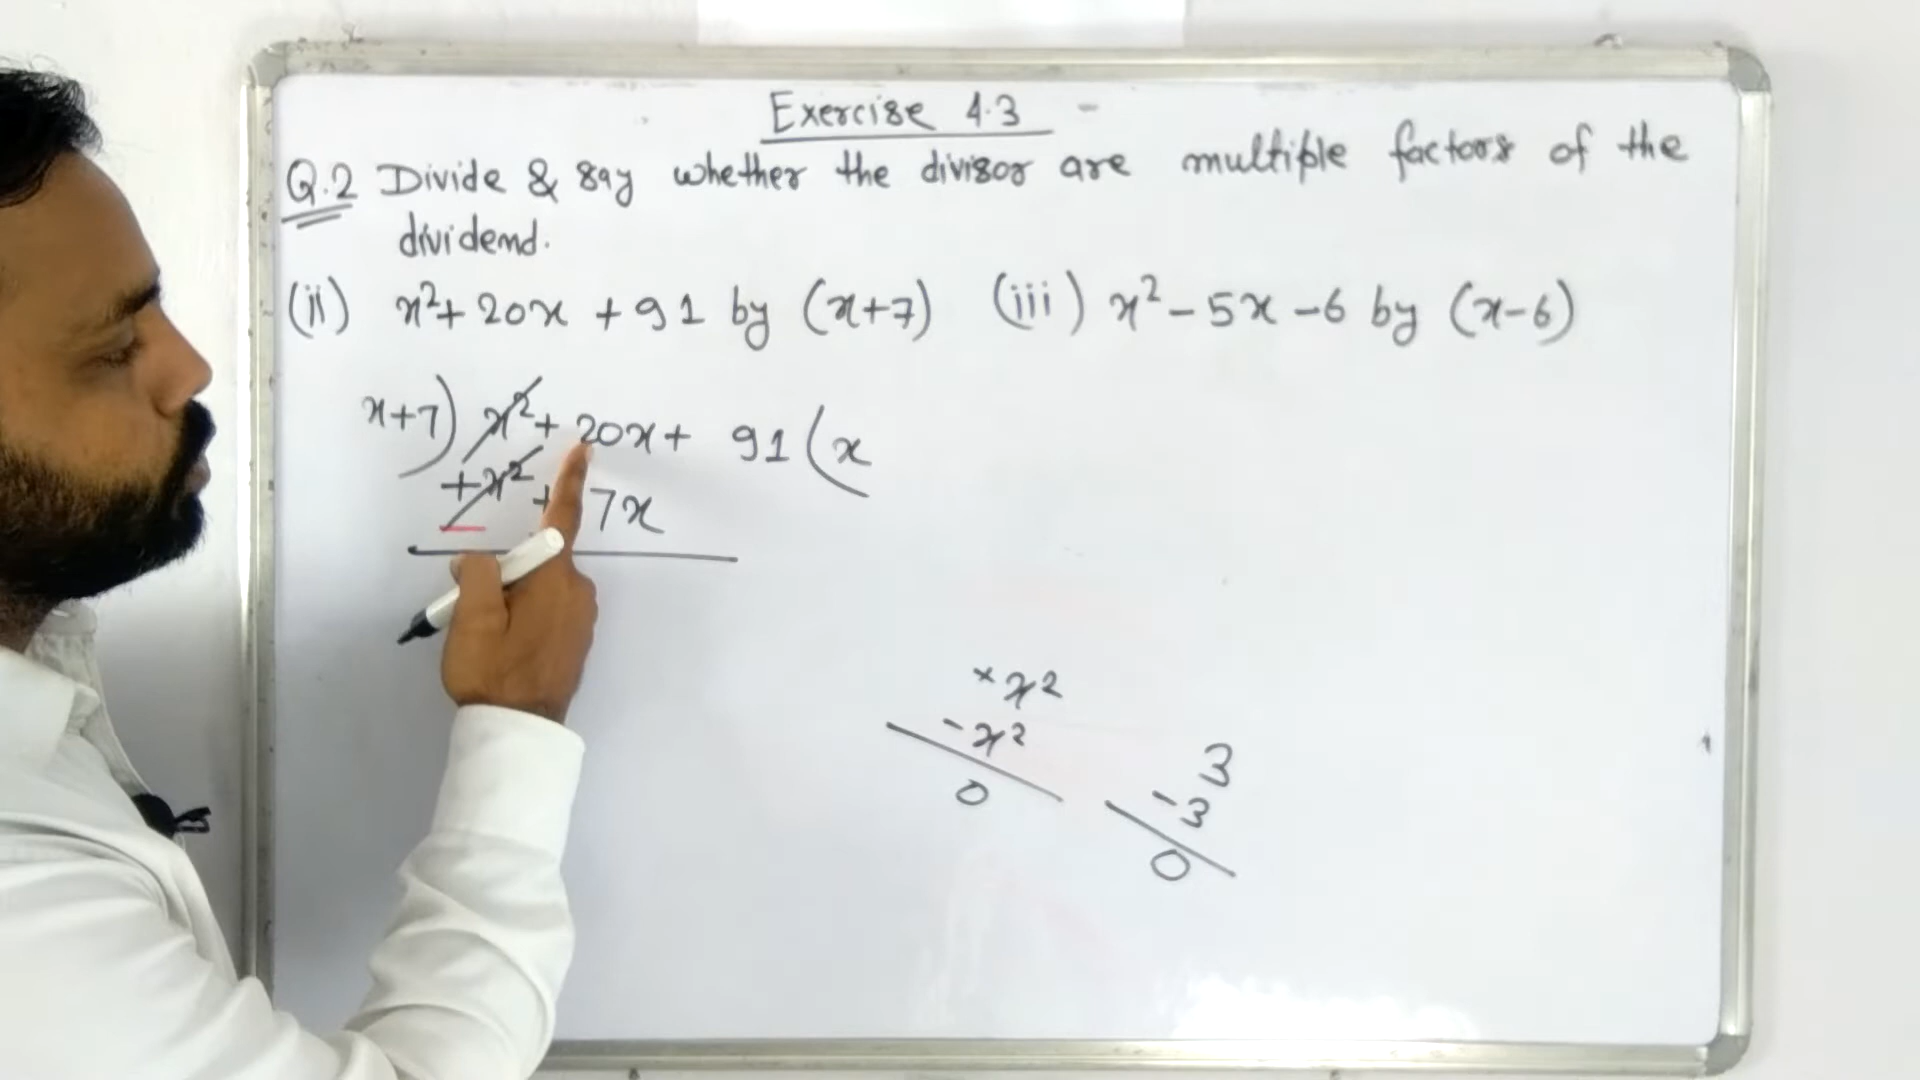 Exercise 4.3
Q.2 Divide & say whether the divisor are multiple factors of the
dividend.
(ii) x²+ 20x + 91 by (x+7) (iii) x² - 5x - 6 by (x-6)
x+7) x² + 20x + 91 (x
+x² + 7x
+x²
-x²
0
3
-3
0